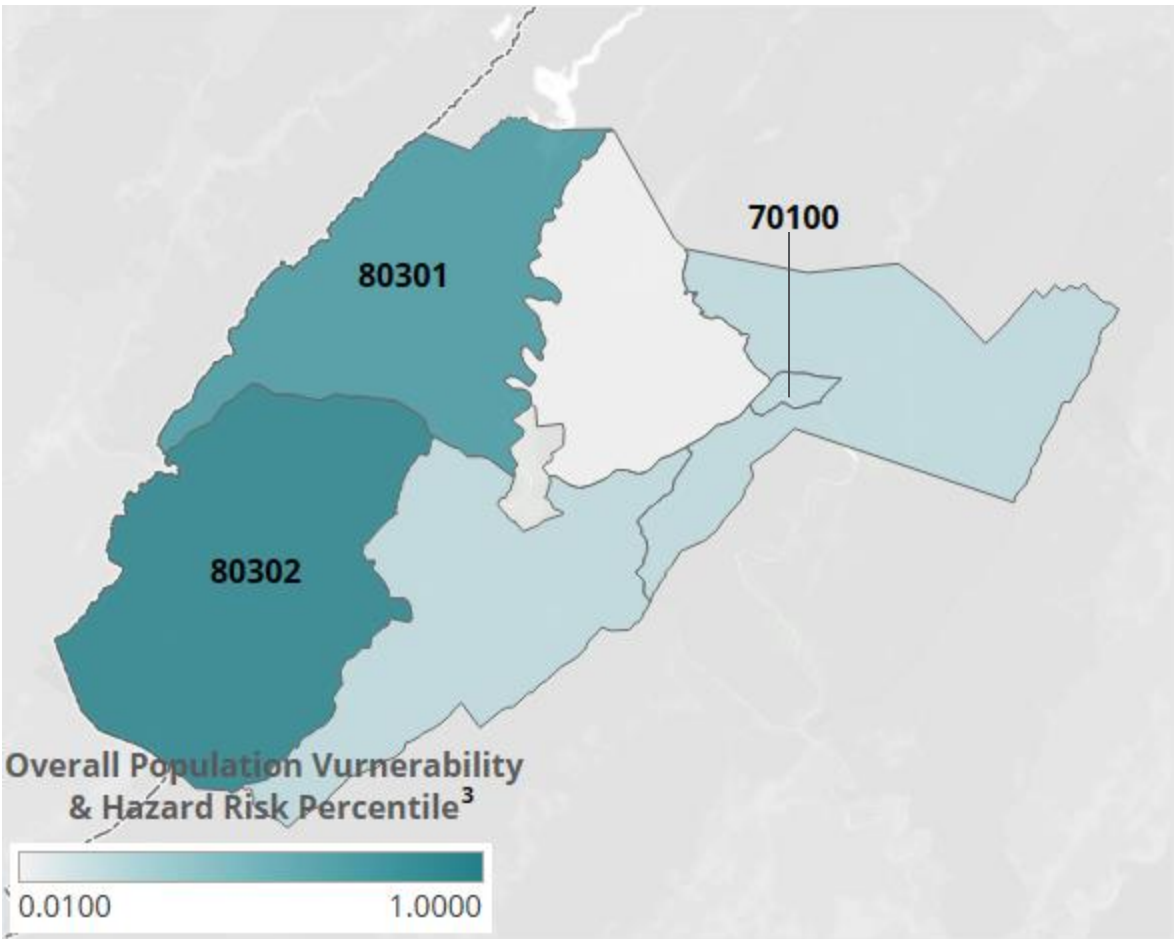 70100
80301
80302
Overall Population Vurnerability
& Hazard Risk Percentile³
0.0100 1.0000